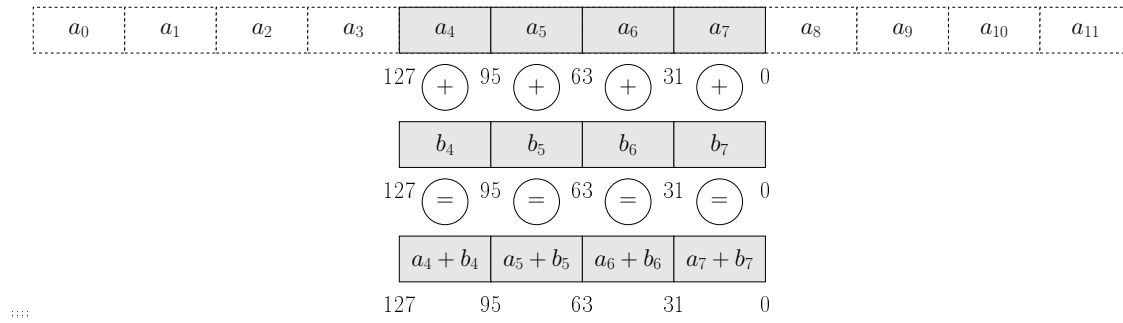 a₀ a₁ a₂ a₃ a₄ a₅ a₆ a₇ a₈ a₉ a₁₀ a₁₁
127 95 63 31 0
+ + + +
b₄ b₅ b₆ b₇
127 95 63 31 0
= = = =
a₄ + b₄ a₅ + b₅ a₆ + b₆ a₇ + b₇
127 95 63 31 0